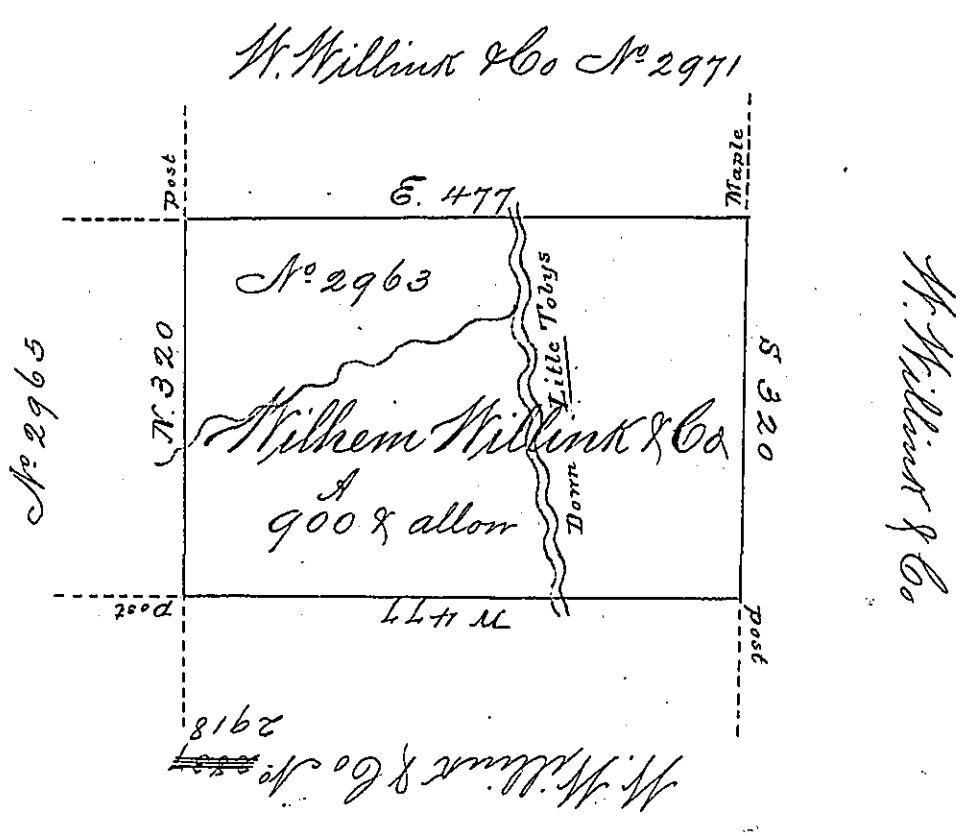 W. Willink & Co No 2971
Post
Maple
E. 477
No 2963
Little Tobys
Down
N. 320
S 320
No 2965
W. Willink & Co
Wilhem Willink & Co
A
900 & allow
post
W 477
post
2918
W. Willink & Co No